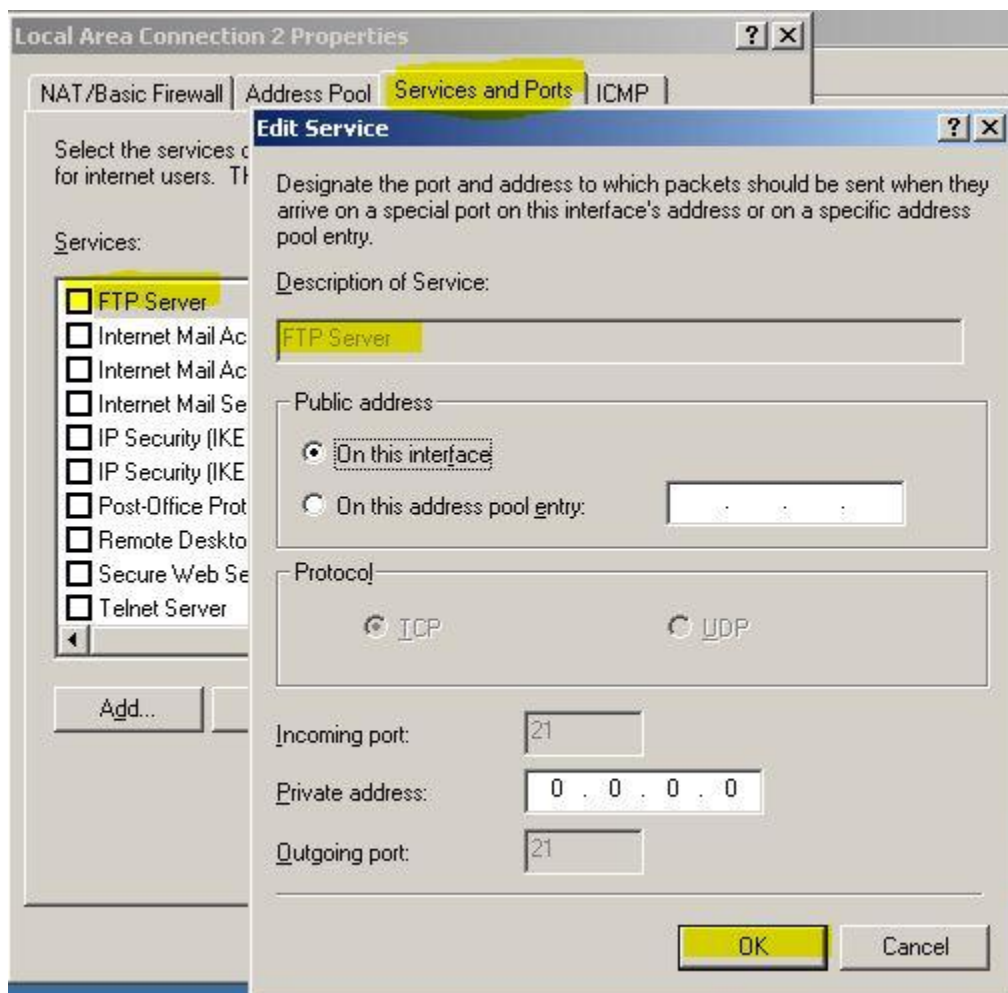 Local Area Connection 2 Properties
NAT/Basic Firewall Address Pool Services and Ports ICMP
Select the services
for internet users.
Services:
FTP Server
Internet Mail Ac
Internet Mail Ac
Internet Mail Se
IP Security (IKE
IP Security (IKE
Post-Office Prot
Remote Deskto
Secure Web Se
Telnet Server
Add...
Edit Service
Designate the port and address to which packets should be sent when they
arrive on a special port on this interface's address or on a specific address
pool entry.
Description of Service:
FTP Server
Public address
On this interface
On this address pool entry: . . .
Protocol
TCP UDP
Incoming port: 21
Private address: 0 . 0 . 0 . 0
Outgoing port: 21
OK Cancel